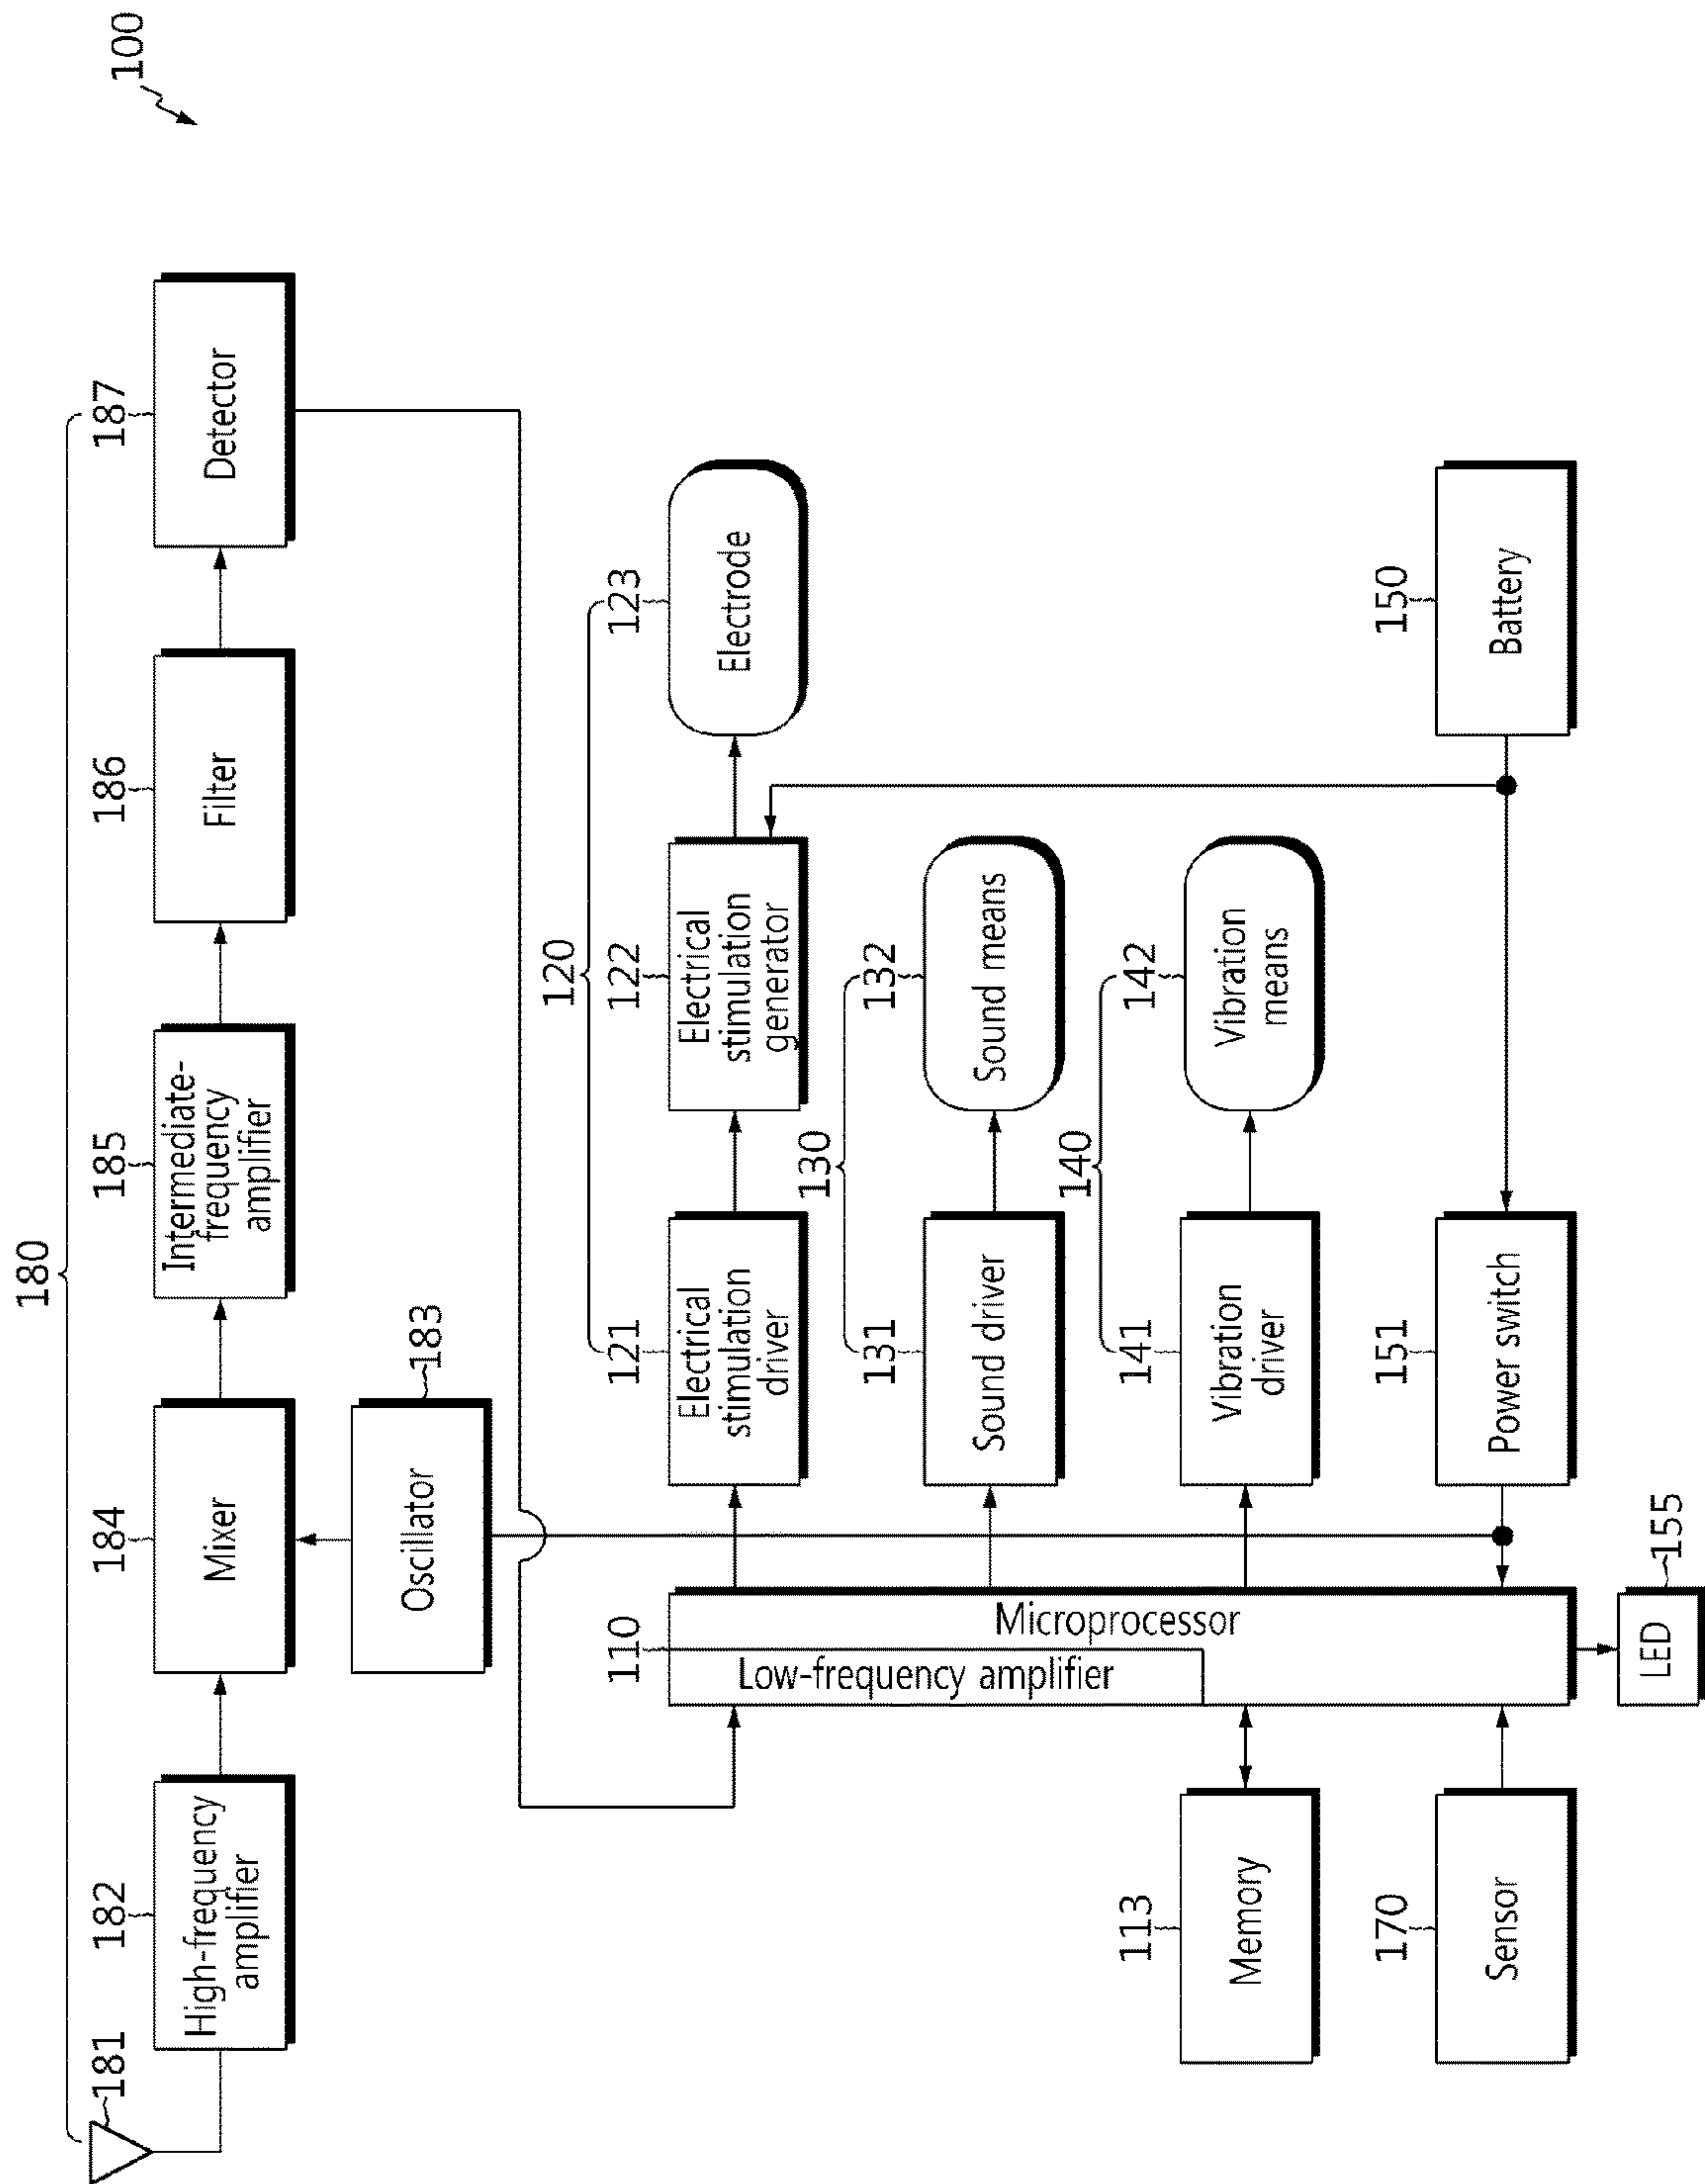 100
180
181
182
184
185
186
187
High-frequency
amplifier
Mixer
Intermediate-
frequency
amplifier
Filter
Detector
183
Oscillator
120
110
121
122
123
Microprocessor
Low-frequency amplifier
Electrical
stimulation
driver
Electrical
stimulation
generator
Electrode
130
131
132
Sound driver
Sound means
140
113
141
142
Memory
Vibration
driver
Vibration
means
170
151
150
Sensor
Power switch
Battery
LED
155